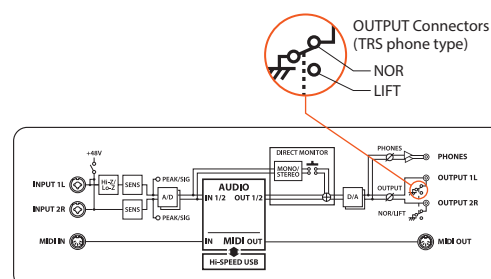 OUTPUT Connectors
(TRS phone type)
NOR
LIFT
+48V
INPUT 1L
Hi-Z/
Lo-Z
SENS
PEAK/SIG
A/D
INPUT 2R
SENS
PEAK/SIG
AUDIO
IN 1/2 OUT 1/2
DIRECT MONITOR
MONO/
STEREO
D/A
PHONES
PHONES
OUTPUT 1L
OUTPUT
OUTPUT 2R
NOR/LIFT
MIDI IN
IN MIDI OUT
MIDI OUT
Hi-SPEED USB